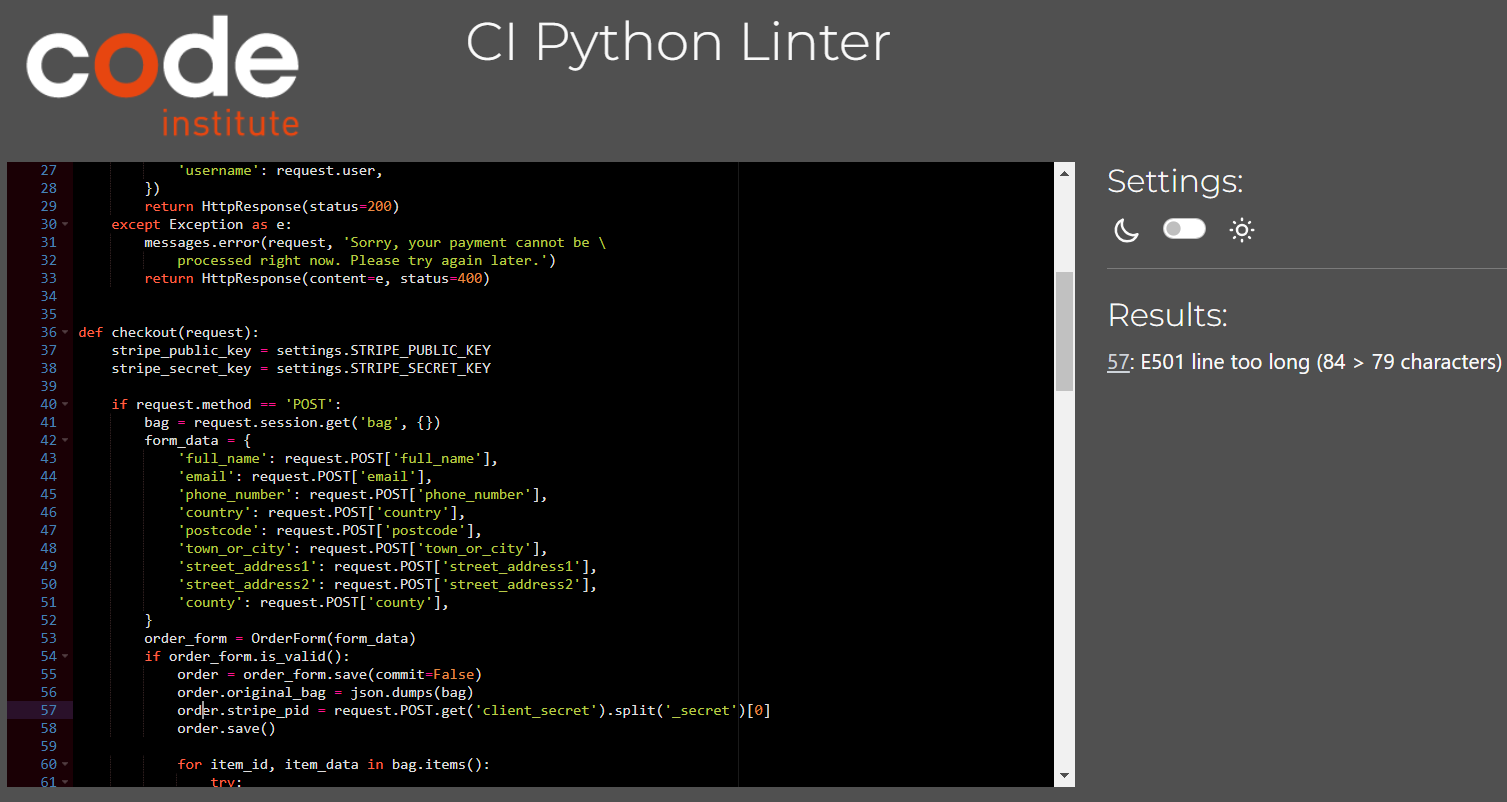 code
institute
CI Python Linter
27 'username': request.user,
28 })
29 return HttpResponse(status=200)
30 except Exception as e:
31 messages.error(request, 'Sorry, your payment cannot be \
32 processed right now. Please try again later.')
33 return HttpResponse(content=e, status=400)
34
35
36 def checkout(request):
37 stripe_public_key = settings.STRIPE_PUBLIC_KEY
38 stripe_secret_key = settings.STRIPE_SECRET_KEY
39
40 if request.method == 'POST':
41 bag = request.session.get('bag', {})
42 form_data = {
43 'full_name': request.POST['full_name'],
44 'email': request.POST['email'],
45 'phone_number': request.POST['phone_number'],
46 'country': request.POST['country'],
47 'postcode': request.POST['postcode'],
48 'town_or_city': request.POST['town_or_city'],
49 'street_address1': request.POST['street_address1'],
50 'street_address2': request.POST['street_address2'],
51 'county': request.POST['county'],
52 }
53 order_form = OrderForm(form_data)
54 if order_form.is_valid():
55 order = order_form.save(commit=False)
56 order.original_bag = json.dumps(bag)
57 order.stripe_pid = request.POST.get('client_secret').split('_secret')[0]
58 order.save()
59
60 for item_id, item_data in bag.items():
61 try:
Settings:
Results:
57: E501 line too long (84 > 79 characters)